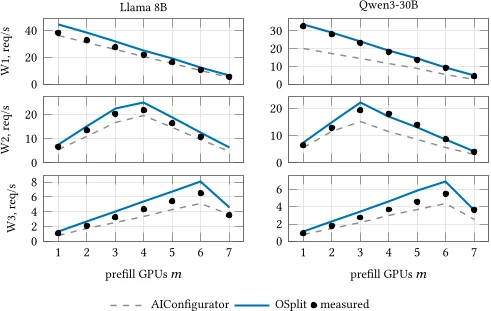 Llama 8B
Qwen3-30B
W1, req/s
40
20
0
30
20
10
0
W2, req/s
20
10
0
20
10
0
W3, req/s
8
6
4
2
0
6
4
2
0
1 2 3 4 5 6 7
1 2 3 4 5 6 7
prefill GPUs m
prefill GPUs m
AIConfigurator OSplit measured